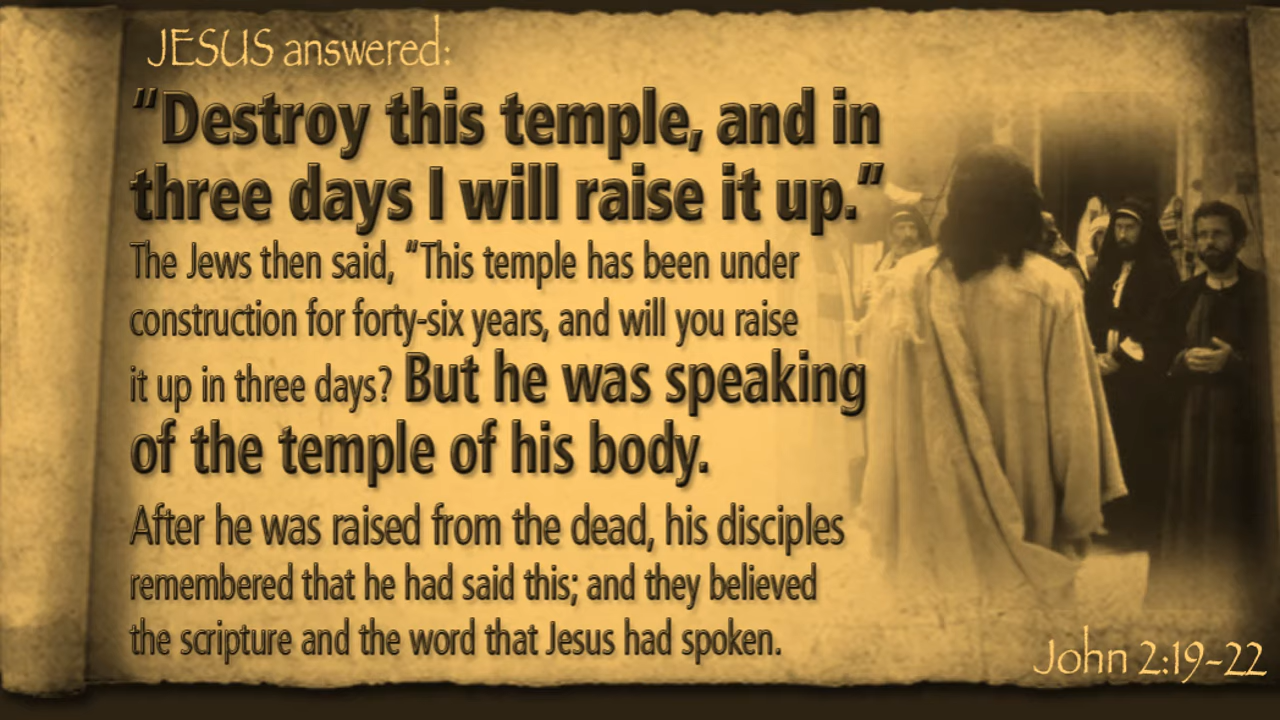 JESUS answered:
“Destroy this temple, and in
three days I will raise it up.”
The Jews then said, “This temple has been under
construction for forty-six years, and will you raise
it up in three days? But he was speaking
of the temple of his body.
After he was raised from the dead, his disciples
remembered that he had said this; and they believed
the scripture and the word that Jesus had spoken.
John 2:19-22